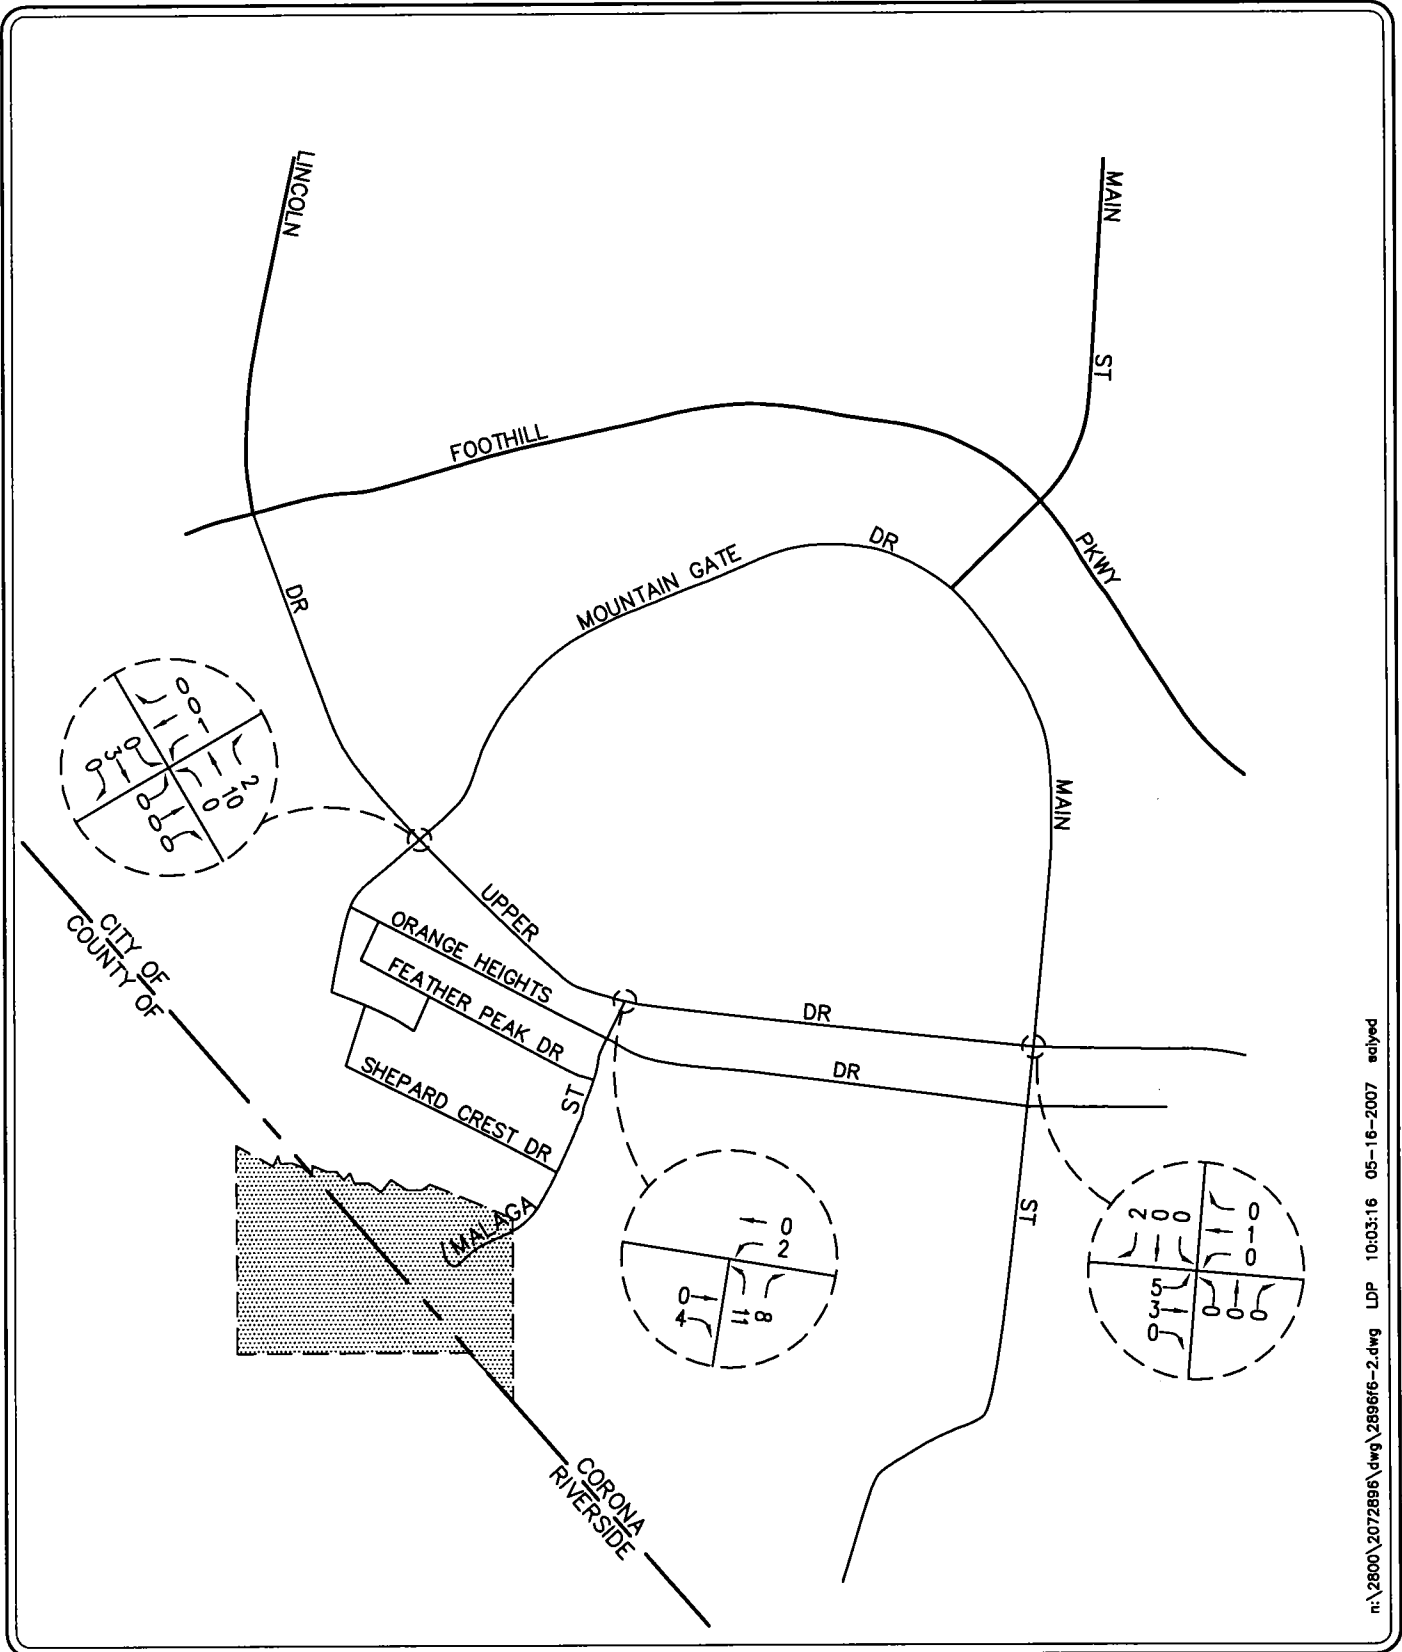 LINCOLN
MAIN
ST
FOOTHILL
DR
MOUNTAIN GATE
PKWY
DR
0
0
1
2
10
0
0
3
0
0
0
0
MAIN
UPPER
CITY OF
COUNTY OF
ORANGE HEIGHTS
FEATHER PEAK DR
DR
DR
SHEPARD CREST DR
ST
MALAGA
ST
0
2
0
4
11
8
2
0
0
0
1
0
5
3
0
0
0
0
CORONA
RIVERSIDE
n:\2800\2072896\dwg\2896f6-2.dwg LDP 10:03:16 05-16-2007 saiyed